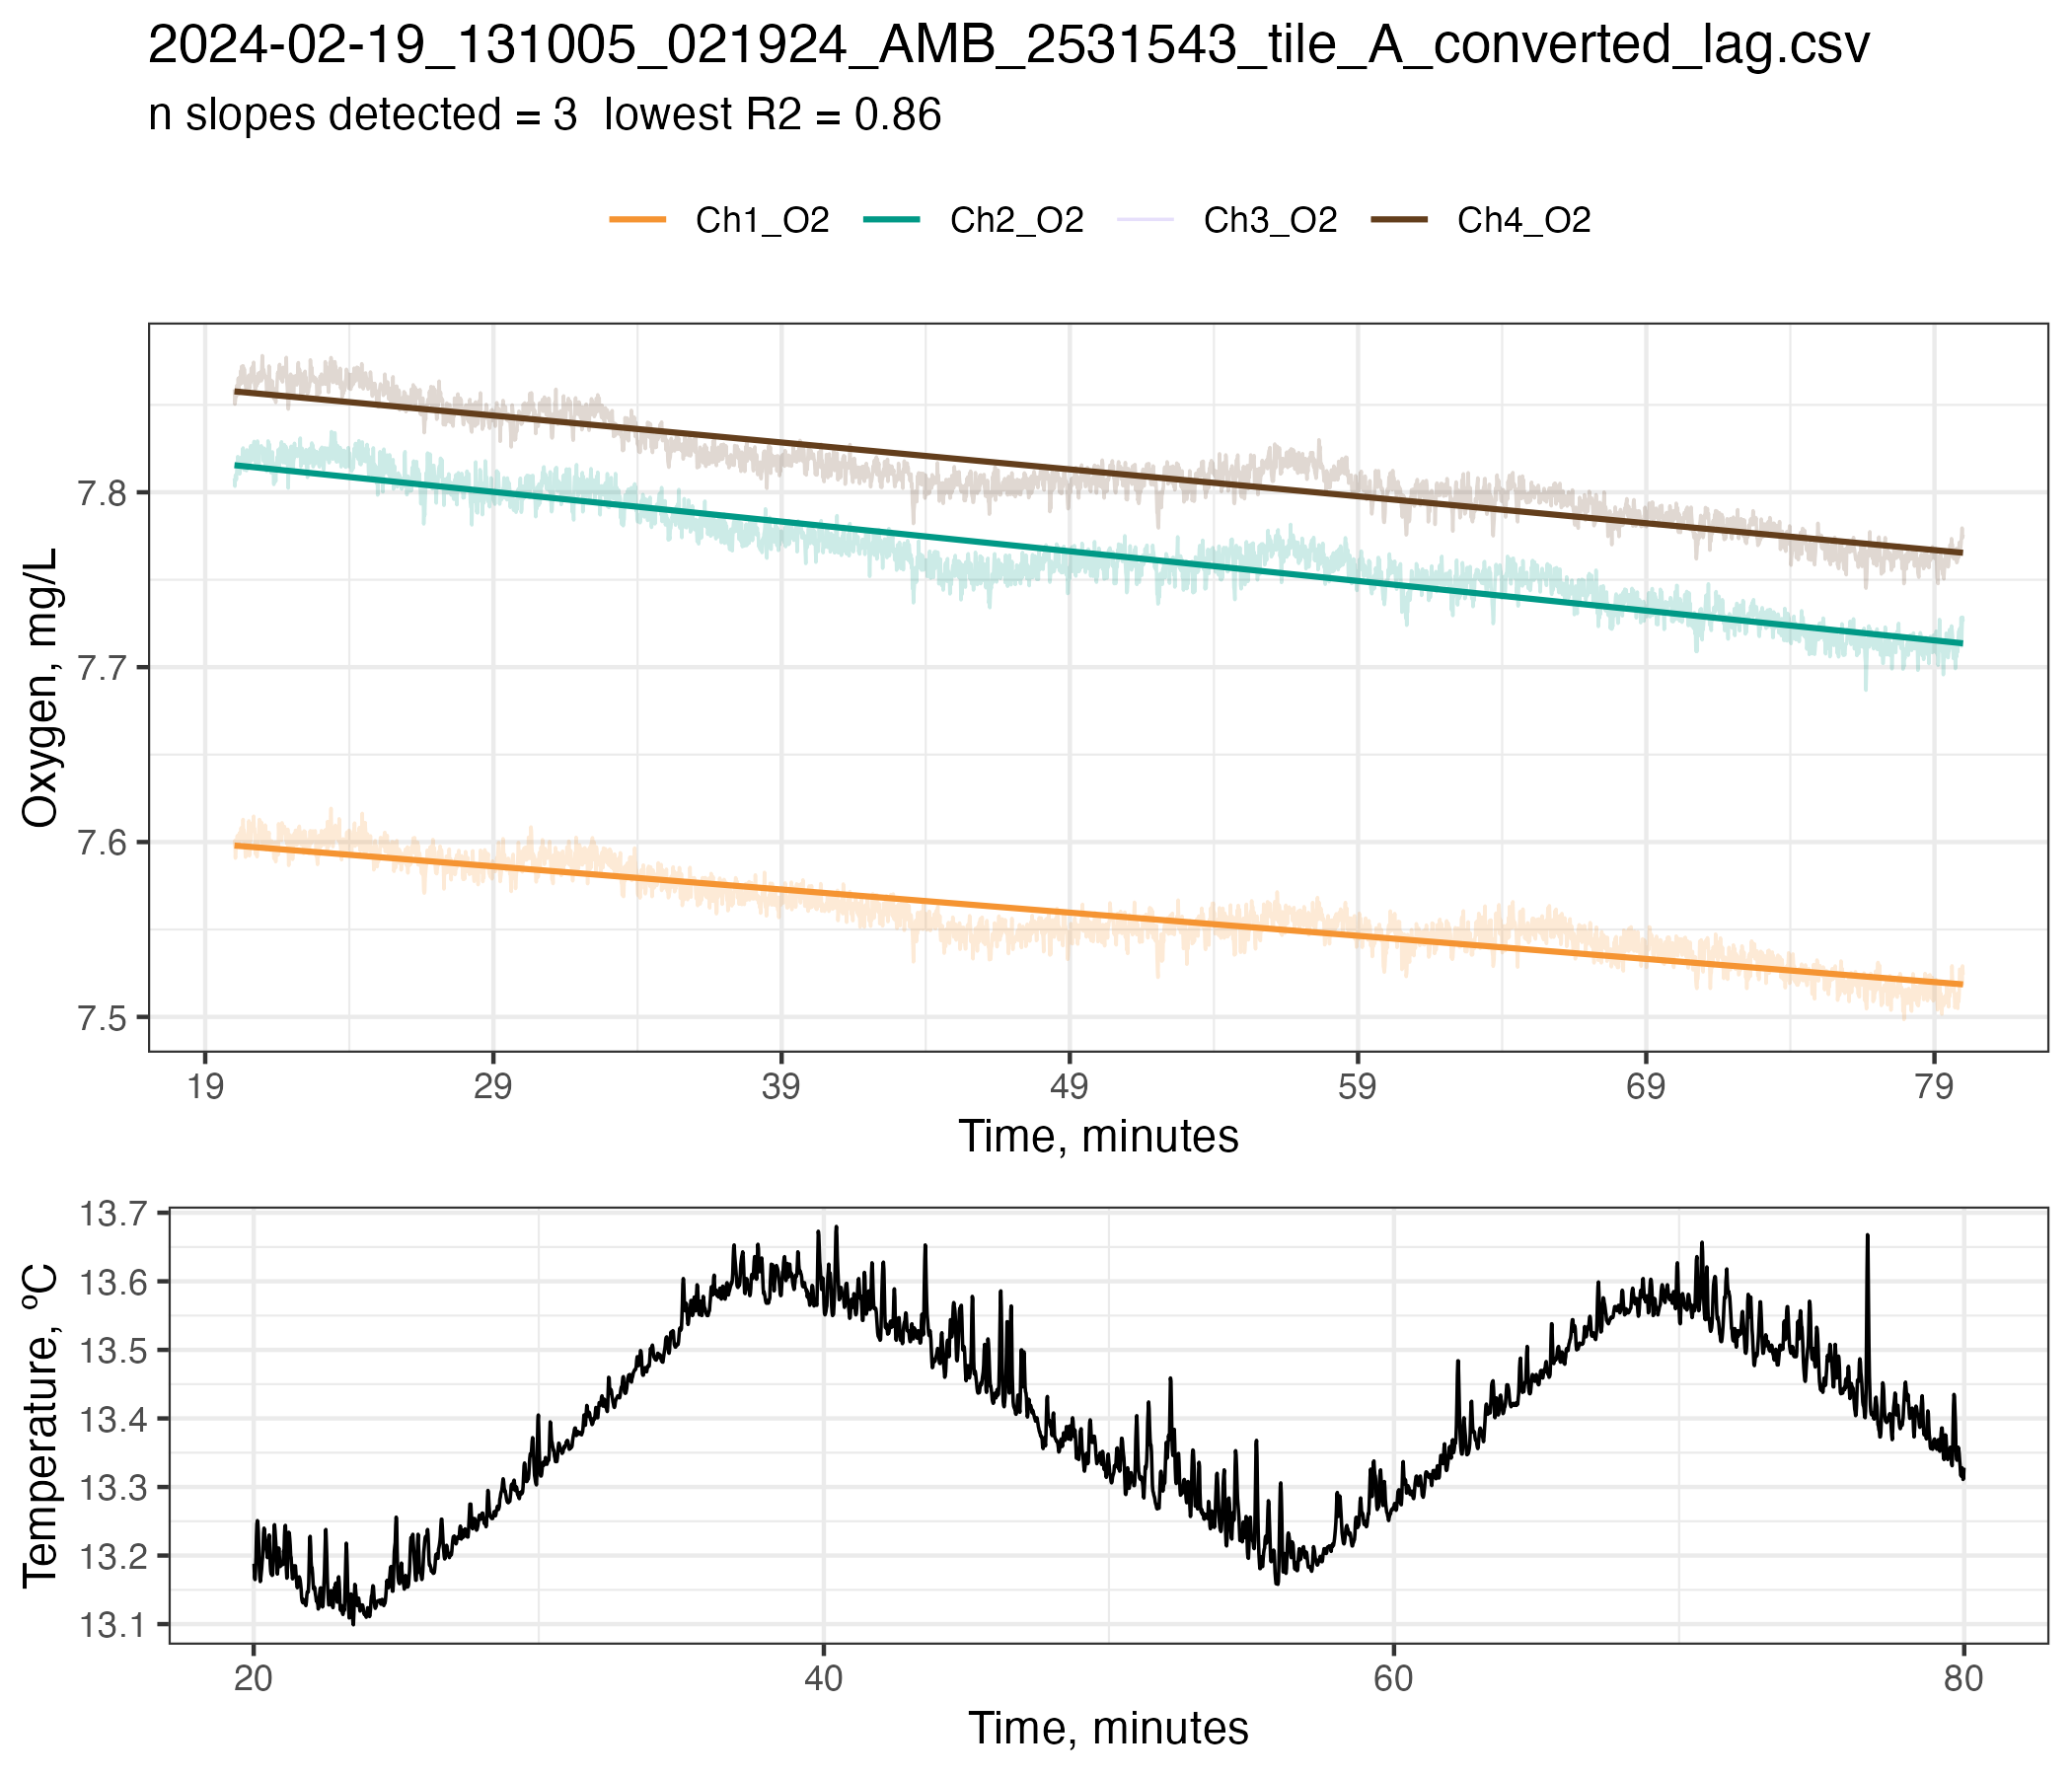 2024-02-19_131005_021924_AMB_2531543_tile_A_converted_lag.csv
n slopes detected = 3  lowest R2 = 0.86
Ch1_O2 Ch2_O2 Ch3_O2 Ch4_O2
Oxygen, mg/L
7.8
7.7
7.6
7.5
19 29 39 49 59 69 79
Time, minutes
Temperature, ºC
13.7
13.6
13.5
13.4
13.3
13.2
13.1
20 40 60 80
Time, minutes